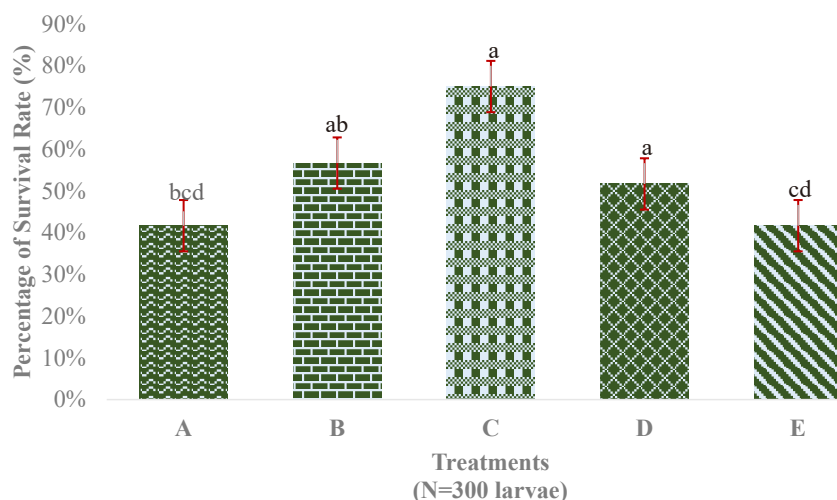 Percentage of Survival Rate (%)
90%
80%
70%
60%
50%
40%
30%
20%
10%
0%
bcd
ab
a
a
cd
A B C D E
Treatments
(N=300 larvae)